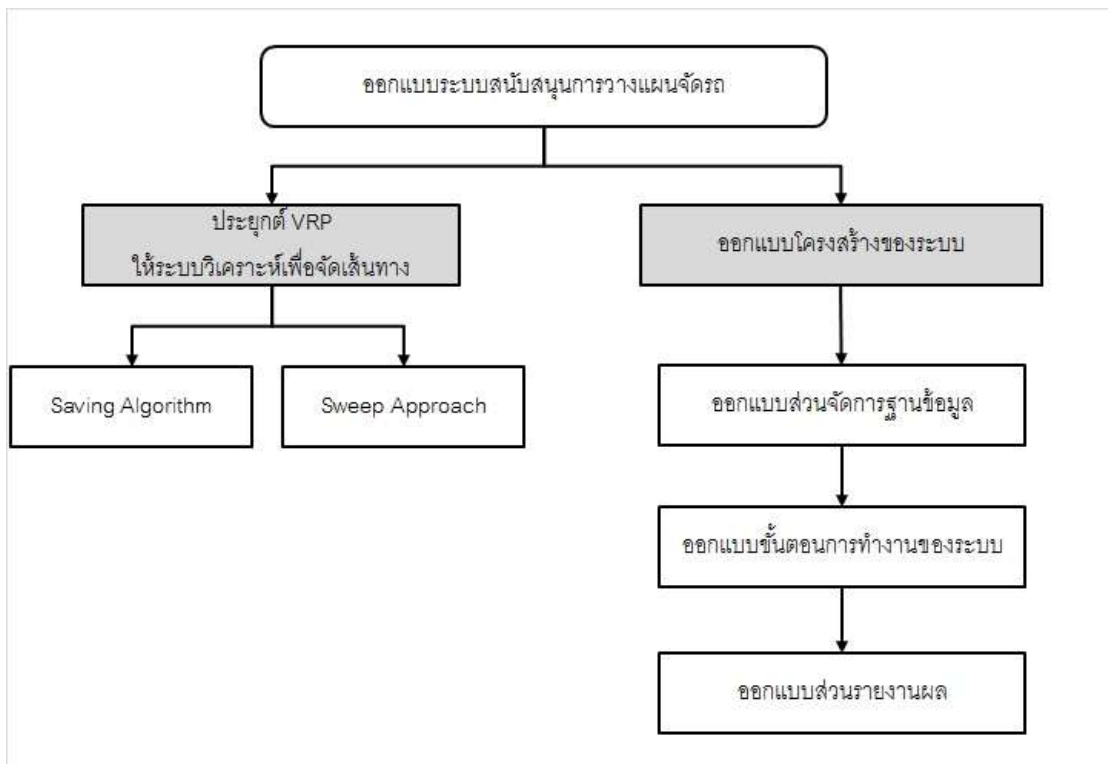 ออกแบบระบบสนับสนุนการวางแผนจัดรถ
ประยุกต์ VRP
ให้ระบบวิเคราะห์เพื่อจัดเส้นทาง
ออกแบบโครงสร้างของระบบ
Saving Algorithm
Sweep Approach
ออกแบบส่วนจัดการฐานข้อมูล
ออกแบบขั้นตอนการทำงานของระบบ
ออกแบบส่วนรายงานผล